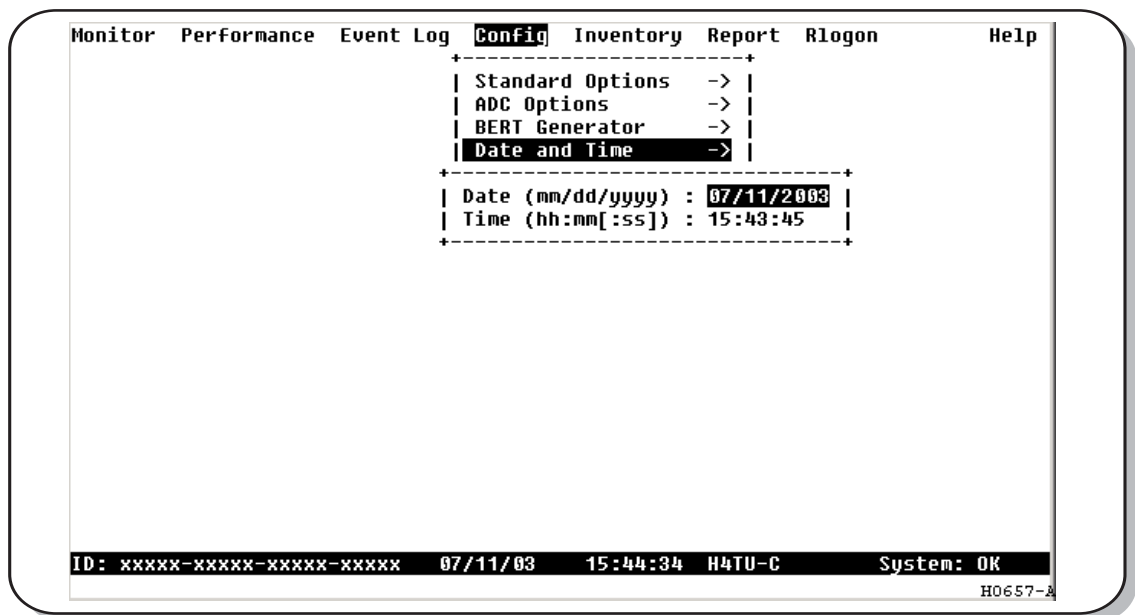 Monitor Performance Event Log Config Inventory Report Rlogon Help
Standard Options ->
ADC Options ->
BERT Generator ->
Date and Time ->
Date (mm/dd/yyyy) : 07/11/2003
Time (hh:mm[:ss]) : 15:43:45
ID: xxxxx-xxxxx-xxxxx-xxxxx 07/11/03 15:44:34 H4TU-C System: OK
H0657-A